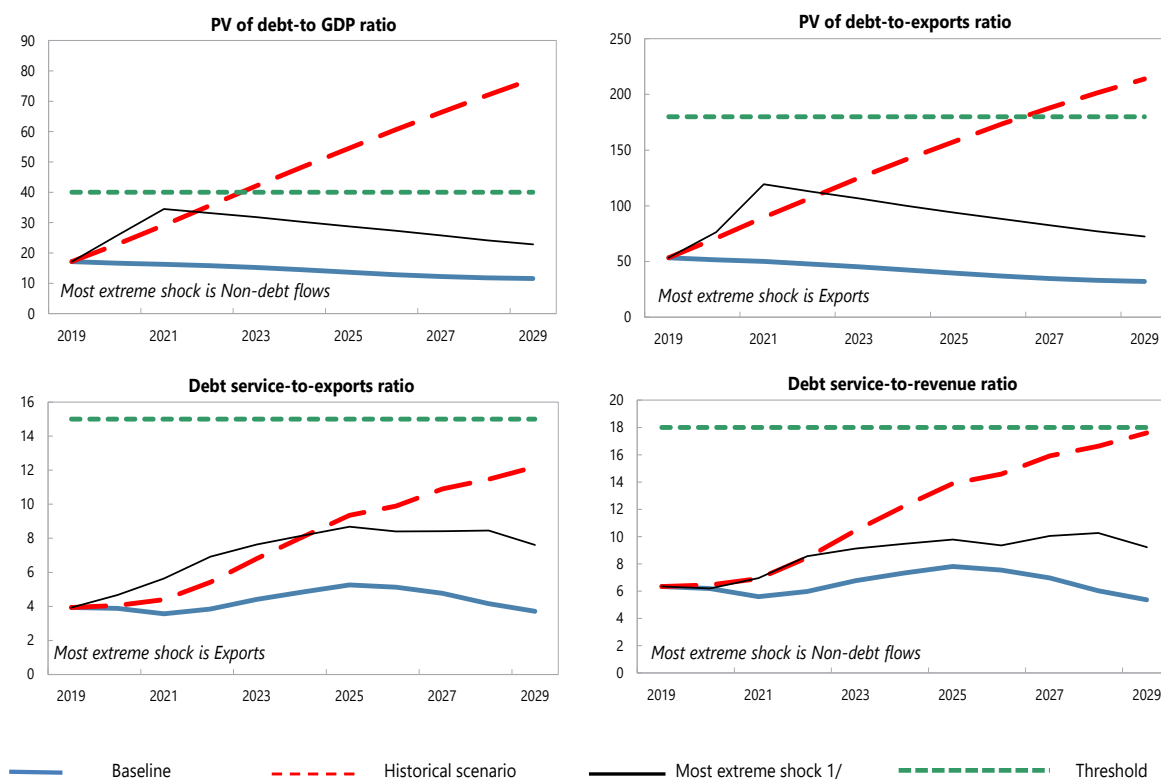 PV of debt-to GDP ratio
90
80
70
60
50
40
30
20
10
0
Most extreme shock is Non-debt flows
2019 2021 2023 2025 2027 2029
PV of debt-to-exports ratio
250
200
150
100
50
0
Most extreme shock is Exports
2019 2021 2023 2025 2027 2029
Debt service-to-exports ratio
16
14
12
10
8
6
4
2
0
Most extreme shock is Exports
2019 2021 2023 2025 2027 2029
Debt service-to-revenue ratio
20
18
16
14
12
10
8
6
4
2
0
Most extreme shock is Non-debt flows
2019 2021 2023 2025 2027 2029
Baseline Historical scenario Most extreme shock 1/ Threshold